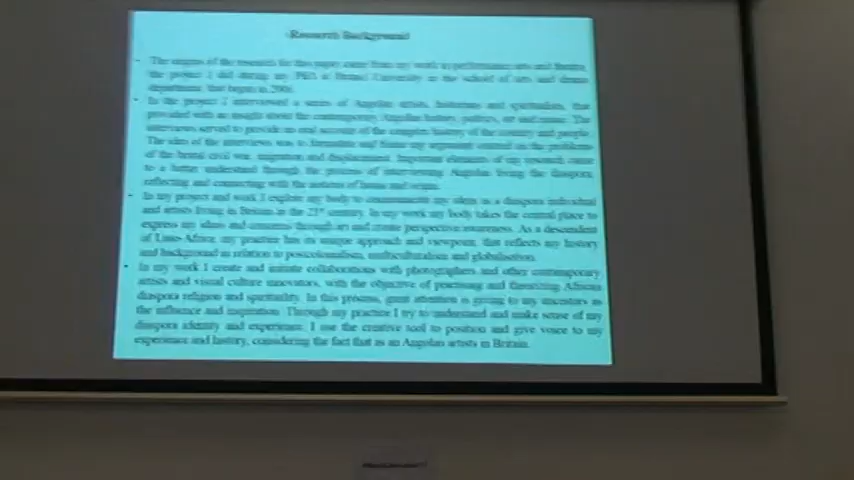 Research Background
- The origins of the research for this paper came from my work in performance arts and theatre,
the project I did during my PhD at Brunel University in the school of arts and drama
department, that began in 2006.
- In the project I interviewed a series of Angolan artists, historians and spiritualists, that
provided with an insight about the contemporary Angolan history, politics, art and music. The
interviews served to provide an oral account of the complex history of the country and people.
The idea of the interviews was to formulate and frame my argument centred on the problems
of the brutal civil war, migration and displacement. Important elements of my research came
to a better understand through the process of interviewing Angolans living the diaspora,
reflecting and connecting with the notions of home and origin.
- In my project and work I explore my body to communicate my ideas as a diaspora individual
and artists living in Britain in the 21st century. In my work my body takes the central place to
express my ideas and concerns through art and create perspective awareness. As a descendent
of Luso-Africa, my practice has its unique approach and viewpoint, that reflects my history
and background in relation to postcolonialism, multiculturalism and globalisation.
• In my work I create and initiate collaborations with photographers and other contemporary
artists and visual culture innovators, with the objective of practising and theorizing African
diaspora religion and spirituality. In this process, great attention is giving to my ancestors as
the influence and inspiration. Through my practice I try to understand and make sense of my
diaspora identity and experience. I use the creative tool to position and give voice to my
experience and history, considering the fact that as an Angolan artists in Britain.